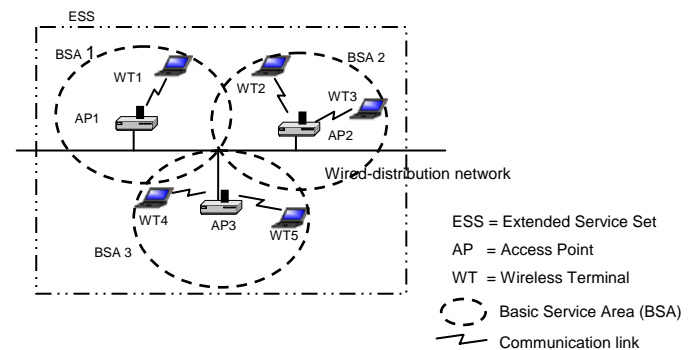 ESS
BSA 1
BSA 2
WT1
WT2
WT3
AP1
AP2
Wired-distribution network
WT4
AP3
WT5
BSA 3
ESS = Extended Service Set
AP = Access Point
WT = Wireless Terminal
Basic Service Area (BSA)
Communication link